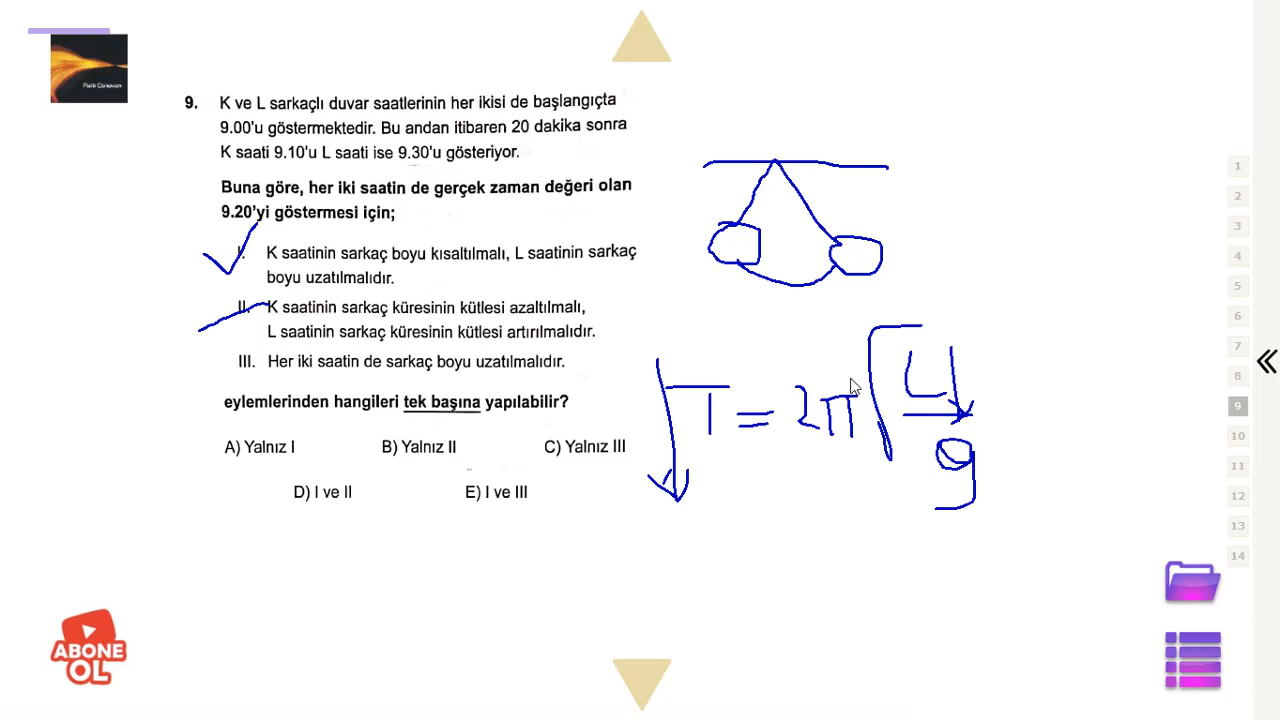 Fizik Canavarı
9. K ve L sarkaçlı duvar saatlerinin her ikisi de başlangıçta
9.00'u göstermektedir. Bu andan itibaren 20 dakika sonra
K saati 9.10'u L saati ise 9.30'u gösteriyor.
Buna göre, her iki saatin de gerçek zaman değeri olan
9.20'yi göstermesi için;
I. K saatinin sarkaç boyu kısaltılmalı, L saatinin sarkaç
boyu uzatılmalıdır.
II. K saatinin sarkaç küresinin kütlesi azaltılmalı,
L saatinin sarkaç küresinin kütlesi artırılmalıdır.
III. Her iki saatin de sarkaç boyu uzatılmalıdır.
eylemlerinden hangileri tek başına yapılabilir?
A) Yalnız I B) Yalnız II C) Yalnız III
D) I ve II E) I ve III
T = 2π√L/g
ABONE
OL
1
2
3
4
5
6
7
8
9
10
11
12
13
14